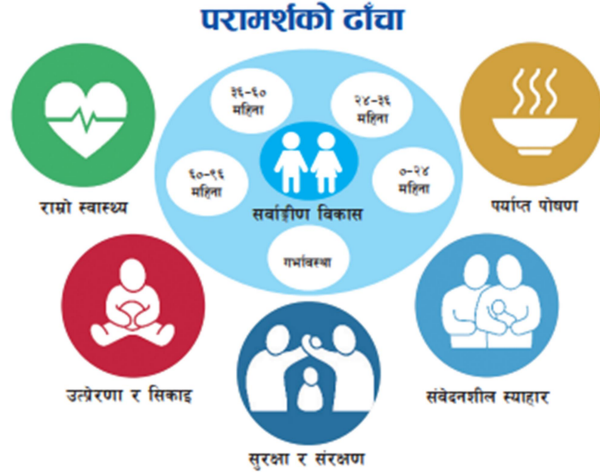 परामर्शको ढाँचा
३६-६०
महिना
२४-३६
महिना
६०-९६
महिना
०-२४
महिना
सर्वाङ्गीण विकास
गर्भावस्था
राम्रो स्वास्थ्य
पर्याप्त पोषण
उत्प्रेरणा र सिकाइ
संवेदनशील स्याहार
सुरक्षा र संरक्षण